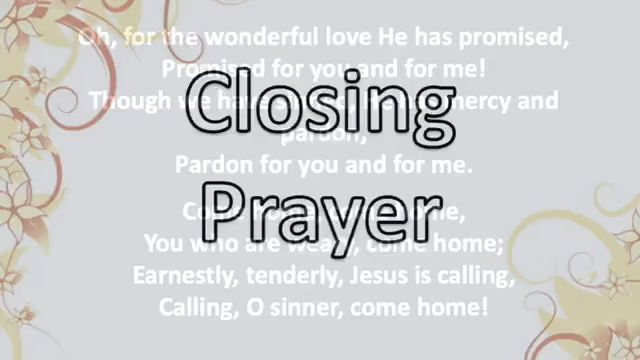 Oh, for the wonderful love He has promised,
Promised for you and for me!
Though we have sinned, He has mercy and
pardon,
Pardon for you and for me.
Come home, come home,
You who are weary, come home;
Earnestly, tenderly, Jesus is calling,
Calling, O sinner, come home!
Closing
Prayer